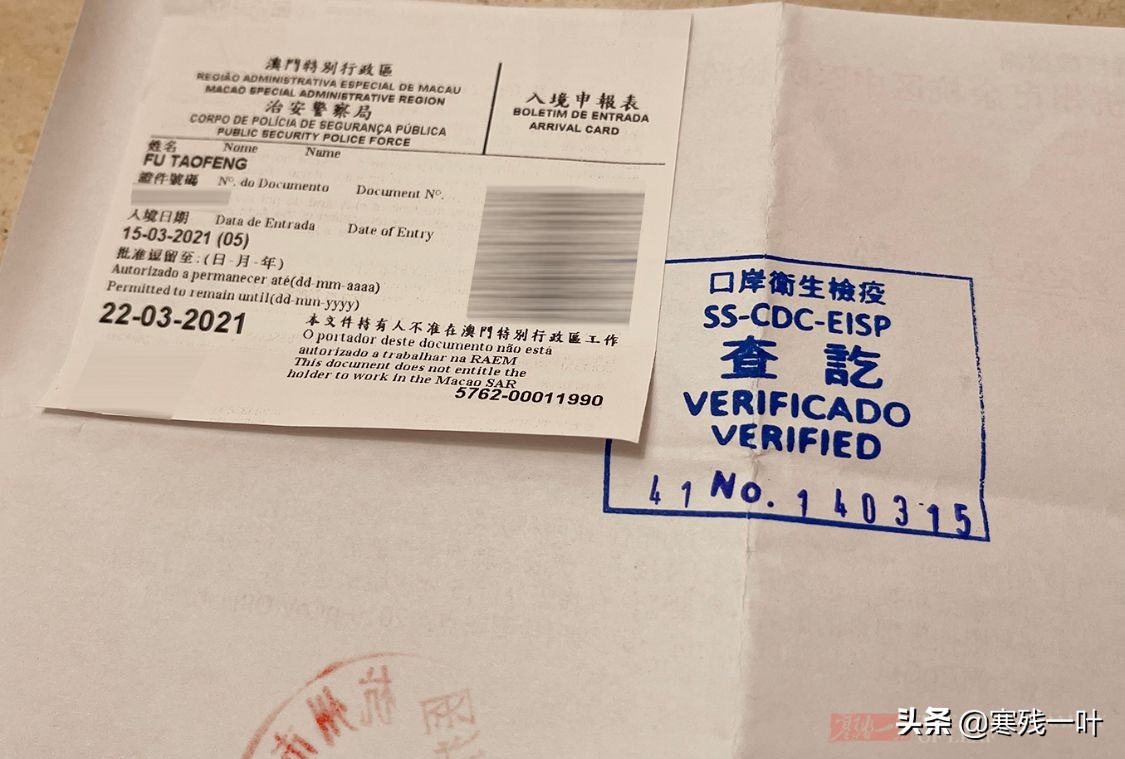 澳門特別行政區
REGIÃO ADMINISTRATIVA ESPECIAL DE MACAU
MACAO SPECIAL ADMINISTRATIVE REGION
治安警察局
CORPO DE POLÍCIA DE SEGURANÇA PÚBLICA
PUBLIC SECURITY POLICE FORCE
入境申報表
BOLETIM DE ENTRADA
ARRIVAL CARD
姓名 Nome Name
FU TAOFENG
證件號碼 Nº. do Documento Document Nº.
入境日期 Data de Entrada Date of Entry
15-03-2021 (05)
批准逗留至:(日-月-年)
Autorizado a permanecer até(dd-mm-aaaa)
Permitted to remain until(dd-mm-yyyy)
22-03-2021
本文件持有人不准在澳門特別行政區工作
O portador deste documento não está
autorizado a trabalhar na RAEM
This document does not entitle the
holder to work in the Macao SAR
5762-00011990
口岸衛生檢疫
SS-CDC-EISP
查訖
VERIFICADO
VERIFIED
41 No. 140315
杭州市
头条 @寒残一叶